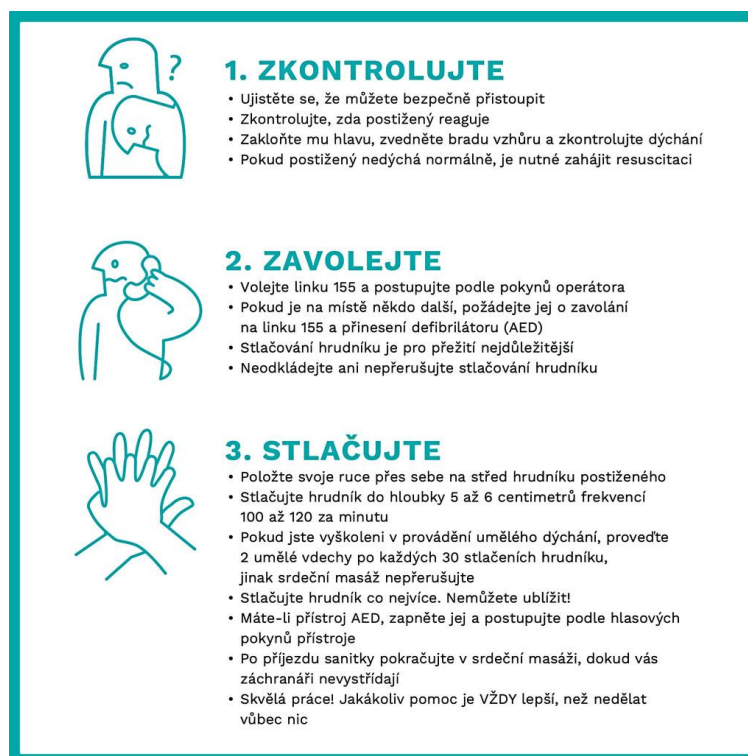 ?
1. ZKONTROLUJTE
• Ujistěte se, že můžete bezpečně přistoupit
• Zkontrolujte, zda postižený reaguje
• Zakloňte mu hlavu, zvedněte bradu vzhůru a zkontrolujte dýchání
• Pokud postižený nedýchá normálně, je nutné zahájit resuscitaci
2. ZAVOLEJTE
• Volejte linku 155 a postupujte podle pokynů operátora
• Pokud je na místě někdo další, požádejte jej o zavolání
na linku 155 a přinesení defibrilátoru (AED)
• Stlačování hrudníku je pro přežití nejdůležitější
• Neodkládejte ani nepřerušujte stlačování hrudníku
3. STLAČUJTE
• Položte svoje ruce přes sebe na střed hrudníku postiženého
• Stlačujte hrudník do hloubky 5 až 6 centimetrů frekvencí
100 až 120 za minutu
• Pokud jste vyškoleni v provádění umělého dýchání, proveďte
2 umělé vdechy po každých 30 stlačeních hrudníku,
jinak srdeční masáž nepřerušujte
• Stlačujte hrudník co nejvíce. Nemůžete ublížit!
• Máte-li přístroj AED, zapněte jej a postupujte podle hlasových
pokynů přístroje
• Po příjezdu sanitky pokračujte v srdeční masáži, dokud vás
záchranáři nevystřídají
• Skvělá práce! Jakákoliv pomoc je VŽDY lepší, než nedělat
vůbec nic